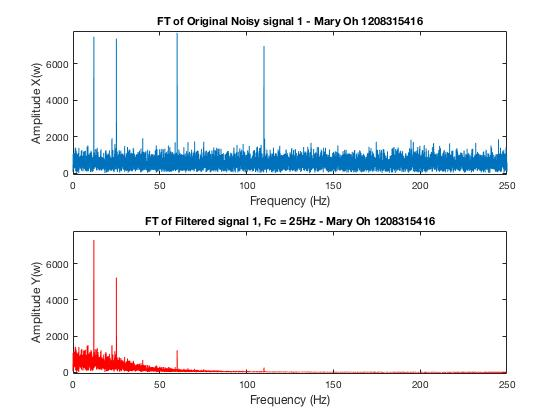 FT of Original Noisy signal 1 - Mary Oh 1208315416
Amplitude X(w)
6000
4000
2000
0
0 50 100 150 200 250
Frequency (Hz)
FT of Filtered signal 1, Fc = 25Hz - Mary Oh 1208315416
Amplitude Y(w)
6000
4000
2000
0
0 50 100 150 200 250
Frequency (Hz)